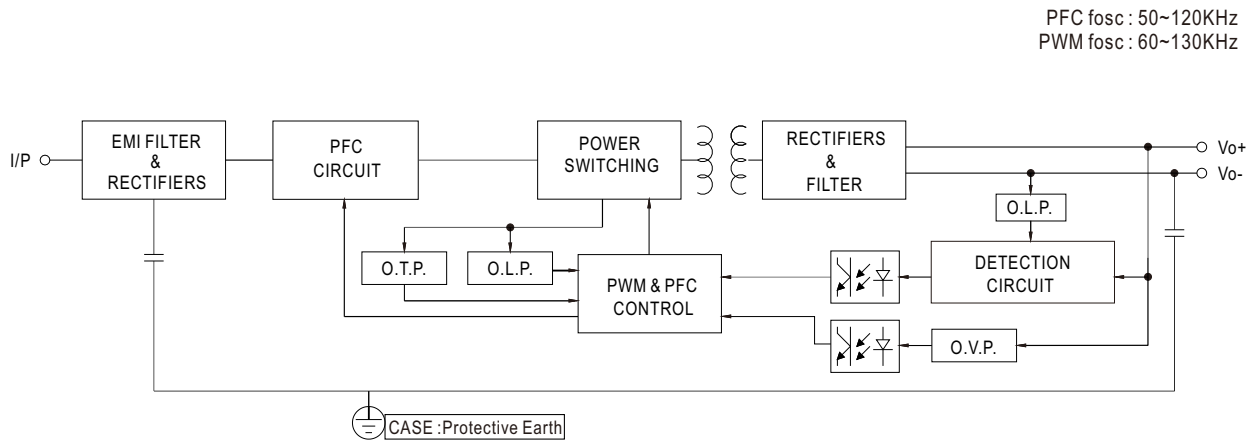 PFC fosc : 50~120KHz
PWM fosc : 60~130KHz
I/P
EMI FILTER
&
RECTIFIERS
PFC
CIRCUIT
POWER
SWITCHING
RECTIFIERS
&
FILTER
Vo+
Vo-
O.L.P.
O.T.P.
O.L.P.
PWM & PFC
CONTROL
DETECTION
CIRCUIT
O.V.P.
CASE :Protective Earth